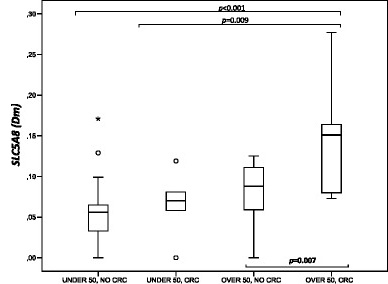 p<0.001
p=0.009
,30
,25
,20
,15
,10
,05
,00
SLC5A8 (Dm)
*
p=0.007
UNDER 50, NO CRC
UNDER 50, CRC
OVER 50, NO CRC
OVER 50, CRC